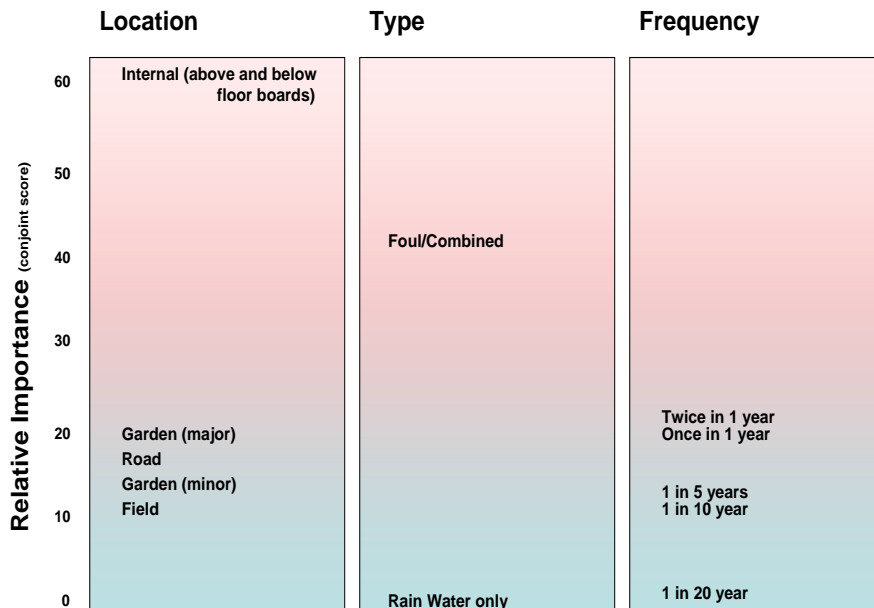 Location
Type
Frequency
Relative Importance (conjoint score)
60
50
40
30
20
10
0
Internal (above and below
floor boards)
Garden (major)
Road
Garden (minor)
Field
Foul/Combined
Rain Water only
Twice in 1 year
Once in 1 year
1 in 5 years
1 in 10 year
1 in 20 year